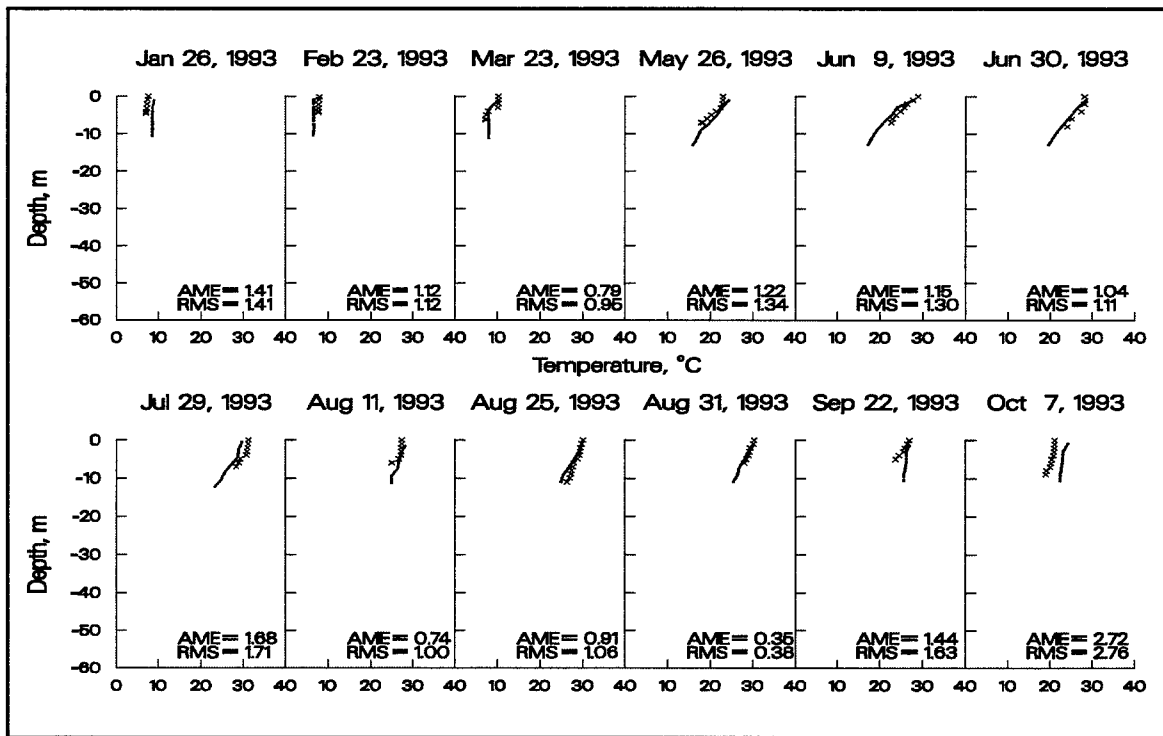 Jan 26, 1993 Feb 23, 1993 Mar 23, 1993 May 26, 1993 Jun 9, 1993 Jun 30, 1993
0
-10
-20
-30
-40
-50
-60
Depth, m
AME= 1.41 AME= 1.12 AME= 0.79 AME= 1.22 AME= 1.15 AME= 1.04
RMS= 1.41 RMS= 1.12 RMS= 0.95 RMS= 1.34 RMS= 1.30 RMS= 1.11
0 10 20 30 40 10 20 30 40 10 20 30 40 10 20 30 40 10 20 30 40 10 20 30 40
Temperature, °C
Jul 29, 1993 Aug 11, 1993 Aug 25, 1993 Aug 31, 1993 Sep 22, 1993 Oct 7, 1993
0
-10
-20
-30
-40
-50
-60
Depth, m
AME= 1.68 AME= 0.74 AME= 0.91 AME= 0.35 AME= 1.44 AME= 2.72
RMS= 1.71 RMS= 1.00 RMS= 1.06 RMS= 0.38 RMS= 1.63 RMS= 2.76
0 10 20 30 40 10 20 30 40 10 20 30 40 10 20 30 40 10 20 30 40 10 20 30 40